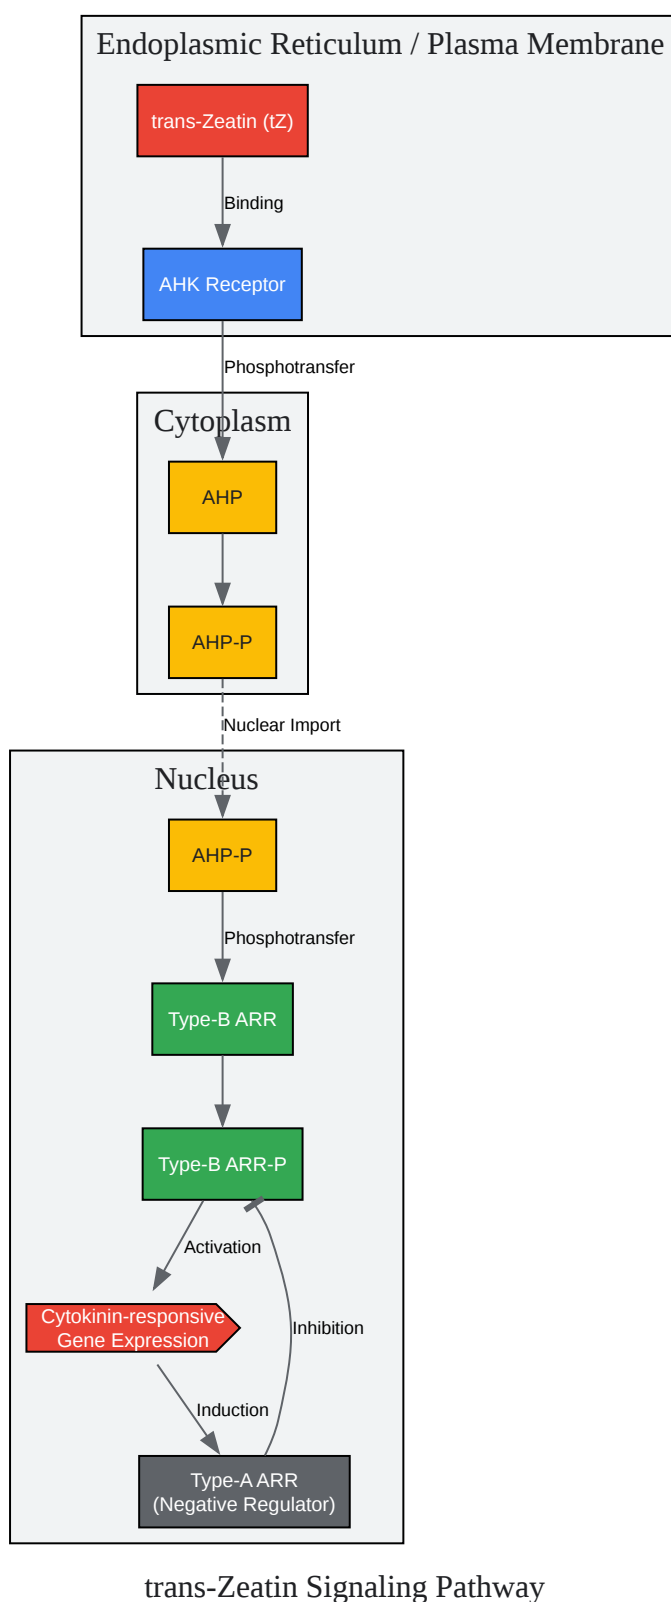 Endoplasmic Reticulum / Plasma Membrane
trans-Zeatin (tZ)
Binding
AHK Receptor
Phosphotransfer
Cytoplasm
AHP
AHP-P
Nuclear Import
Nucleus
AHP-P
Phosphotransfer
Type-B ARR
Type-B ARR-P
Activation
Cytokinin-responsive
Gene Expression
Inhibition
Induction
Type-A ARR
(Negative Regulator)
trans-Zeatin Signaling Pathway